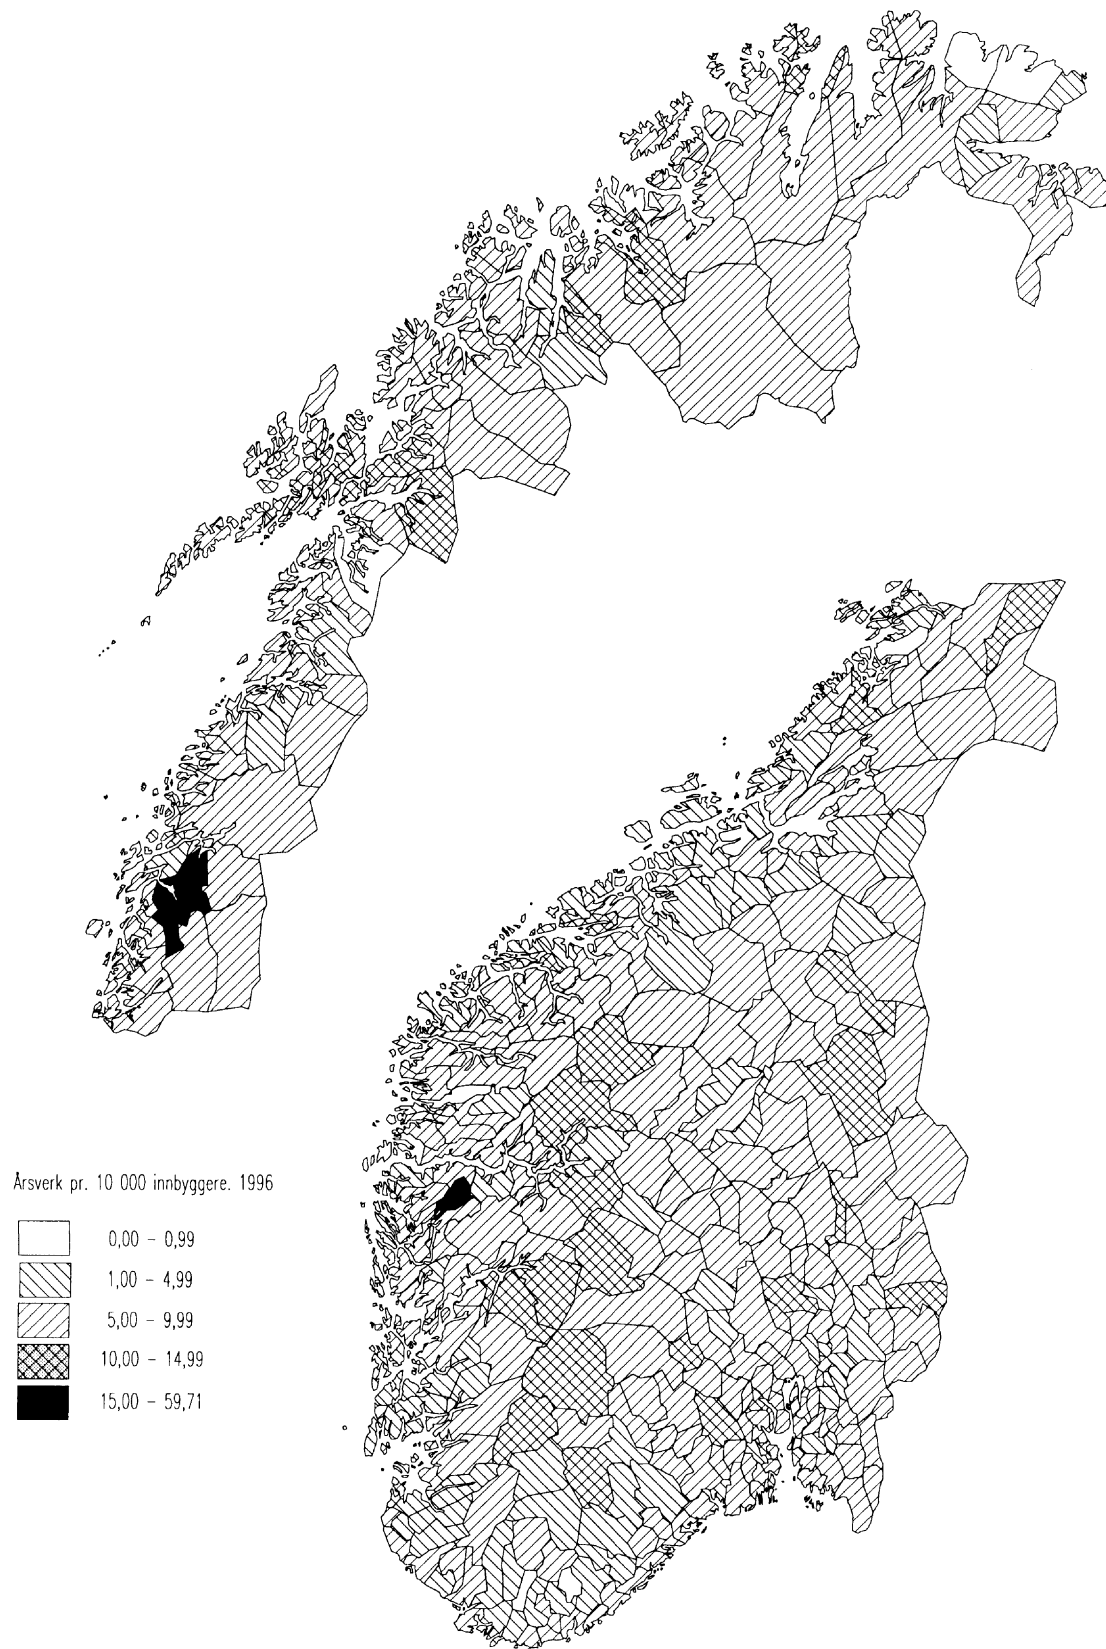 Årsverk pr. 10 000 innbyggere. 1996
0,00 – 0,99
1,00 – 4,99
5,00 – 9,99
10,00 – 14,99
15,00 – 59,71